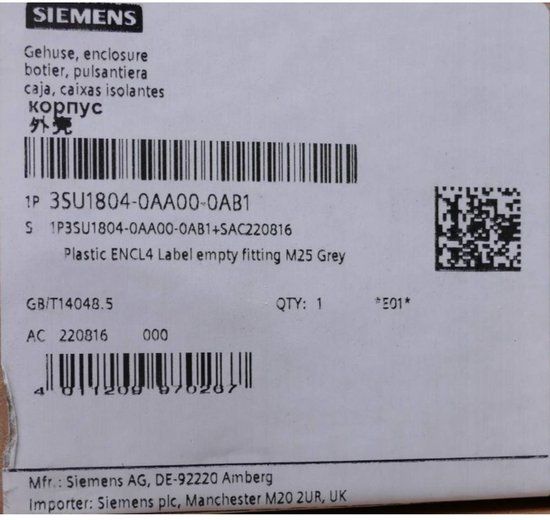 SIEMENS
Gehuse, enclosure
botier, pulsantiera
caja, caixas isolantes
корпус
外壳
1P 3SU1804-0AA00-0AB1
S 1P3SU1804-0AA00-0AB1+SAC220816
Plastic ENCL4 Label empty fitting M25 Grey
GB/T14048.5 QTY: 1 *E01*
AC 220816 000
4 011209 970267
Mfr.: Siemens AG, DE-92220 Amberg
Importer: Siemens plc, Manchester M20 2UR, UK